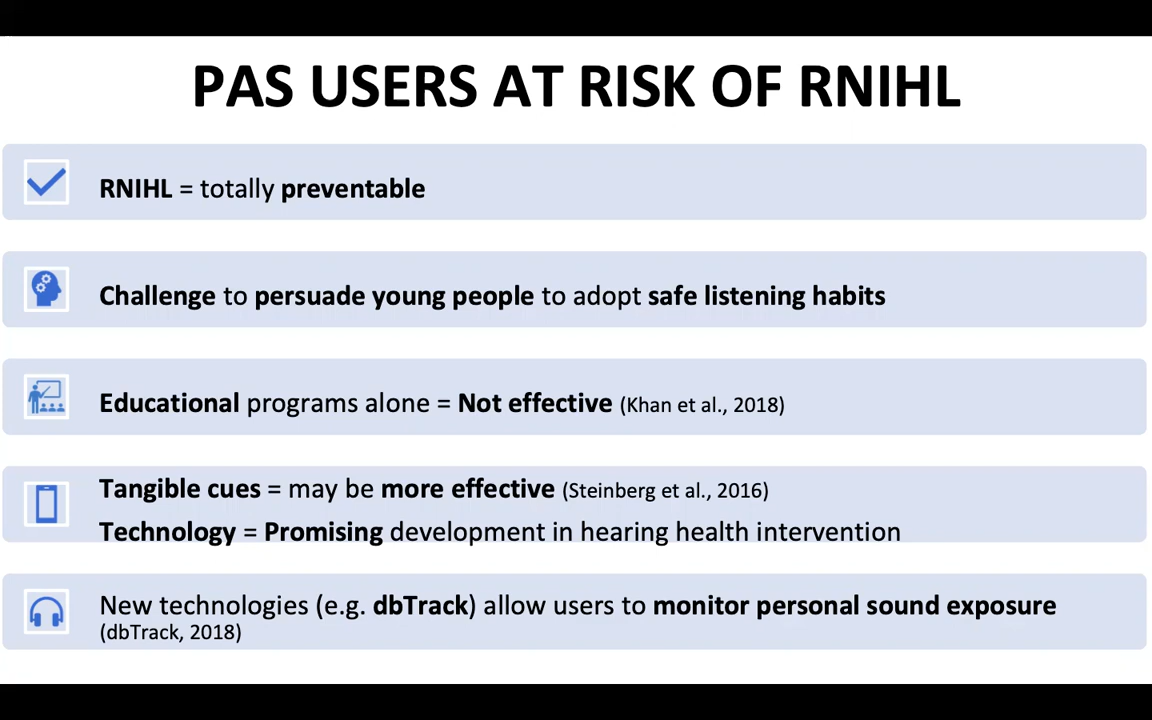 PAS USERS AT RISK OF RNIHL
RNIHL = totally preventable
Challenge to persuade young people to adopt safe listening habits
Educational programs alone = Not effective (Khan et al., 2018)
Tangible cues = may be more effective (Steinberg et al., 2016)
Technology = Promising development in hearing health intervention
New technologies (e.g. dbTrack) allow users to monitor personal sound exposure
(dbTrack, 2018)